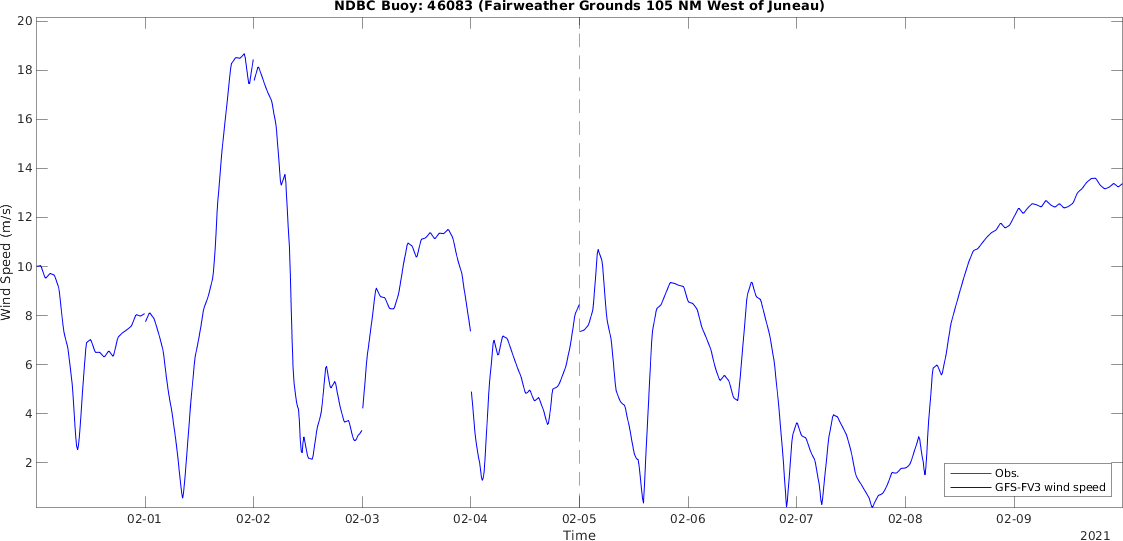 NDBC Buoy: 46083 (Fairweather Grounds 105 NM West of Juneau)
20
18
16
14
12
10
8
6
4
2
Wind Speed (m/s)
Obs.
GFS-FV3 wind speed
02-01 02-02 02-03 02-04 02-05 02-06 02-07 02-08 02-09
Time
2021